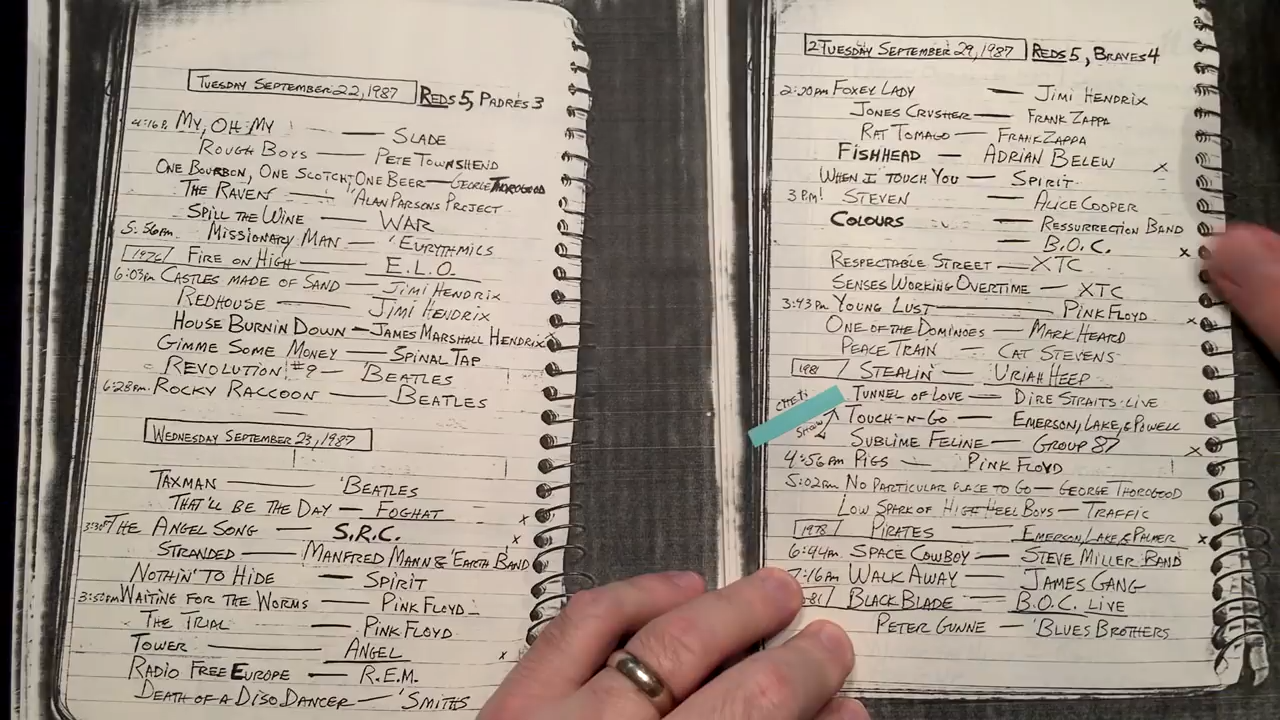 TUESDAY SEPTEMBER 22, 1987 REDS 5, PADRES 3
4:16P. MY, OH MY — SLADE
ROUGH BOYS — PETE TOWNSHEND
ONE BOURBON, ONE SCOTCH, ONE BEER — GEORGE THOROGOOD
THE RAVEN — 'ALAN PARSONS PROJECT
SPILL THE WINE — WAR
5:56PM. MISSIONARY MAN — 'EURYTHMICS
1976 / FIRE ON HIGH — E.L.O.
6:03PM CASTLES MADE OF SAND — JIMI HENDRIX
REDHOUSE — JIMI HENDRIX
HOUSE BURNIN DOWN — JAMES MARSHALL HENDRIX
GIMME SOME MONEY — SPINAL TAP
REVOLUTION #9 — 'BEATLES
6:28PM. ROCKY RACCOON — BEATLES
WEDNESDAY SEPTEMBER 23, 1987
TAXMAN — 'BEATLES
THAT'LL BE THE DAY — FOGHAT X
3:38P THE ANGEL SONG — S.R.C. X
STRANDED — MANFRED MANN & 'EARTH BAND
NOTHIN' TO HIDE — SPIRIT
3:50PM WAITING FOR THE WORMS — PINK FLOYD
THE TRIAL — PINK FLOYD
TOWER — ANGEL X
RADIO FREE EUROPE — R.E.M.
DEATH OF A DISO DANCER — 'SMITHS
2 TUESDAY SEPTEMBER 29, 1987 REDS 5, BRAVES 4
2:20PM FOXEY LADY — JIMI HENDRIX
JONES CRUSHER — FRANK ZAPPA
RAT TOMAGO — FRANK ZAPPA
FISHHEAD — ADRIAN BELEW X
WHEN I TOUCH YOU — SPIRIT
3PM! STEVEN — ALICE COOPER
COLOURS — RESSURRECTION BAND
— B.O.C. X
RESPECTABLE STREET — XTC
SENSES WORKING OVERTIME — XTC
3:43PM YOUNG LUST — PINK FLOYD X
ONE OF THE DOMINOES — MARK HEARD
PEACE TRAIN — CAT STEVENS
1981 / STEALIN' — URIAH HEEP
TUNNEL OF LOVE — DIRE STRAITS LIVE
TOUCH-N-GO — EMERSON, LAKE, & POWELL
SUBLIME FELINE — GROUP 87 X
4:56PM PIGS — PINK FLOYD
5:02PM NO PARTICULAR PLACE TO GO — GEORGE THOROGOOD
LOW SPARK OF HIGH HEEL BOYS — TRAFFIC
1978 / PIRATES — EMERSON, LAKE, & PALMER X
6:44PM SPACE COWBOY — STEVE MILLER BAND
7:16PM WALK AWAY — JAMES GANG
81 / BLACK BLADE — B.O.C. LIVE
PETER GUNNE — 'BLUES BROTHERS